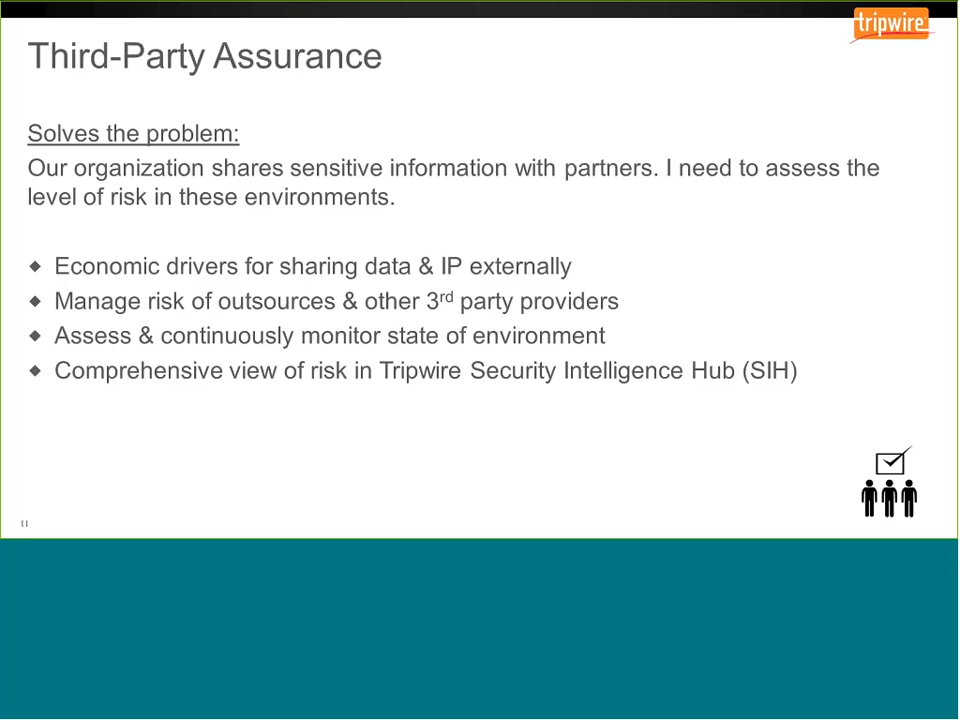 tripwire
Third-Party Assurance
Solves the problem:
Our organization shares sensitive information with partners. I need to assess the
level of risk in these environments.
Economic drivers for sharing data & IP externally
Manage risk of outsources & other 3rd party providers
Assess & continuously monitor state of environment
Comprehensive view of risk in Tripwire Security Intelligence Hub (SIH)
11